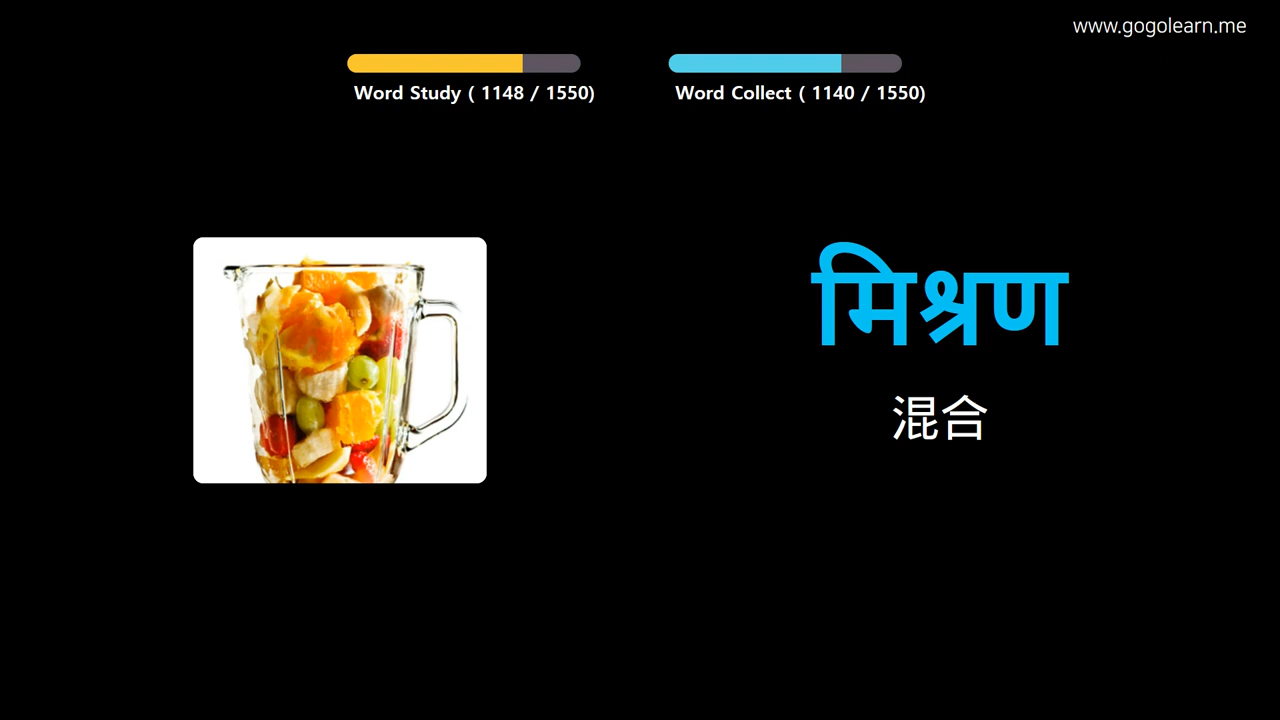 www.gogolearn.me
Word Study ( 1148 / 1550)
Word Collect ( 1140 / 1550)
मिश्रण
混合